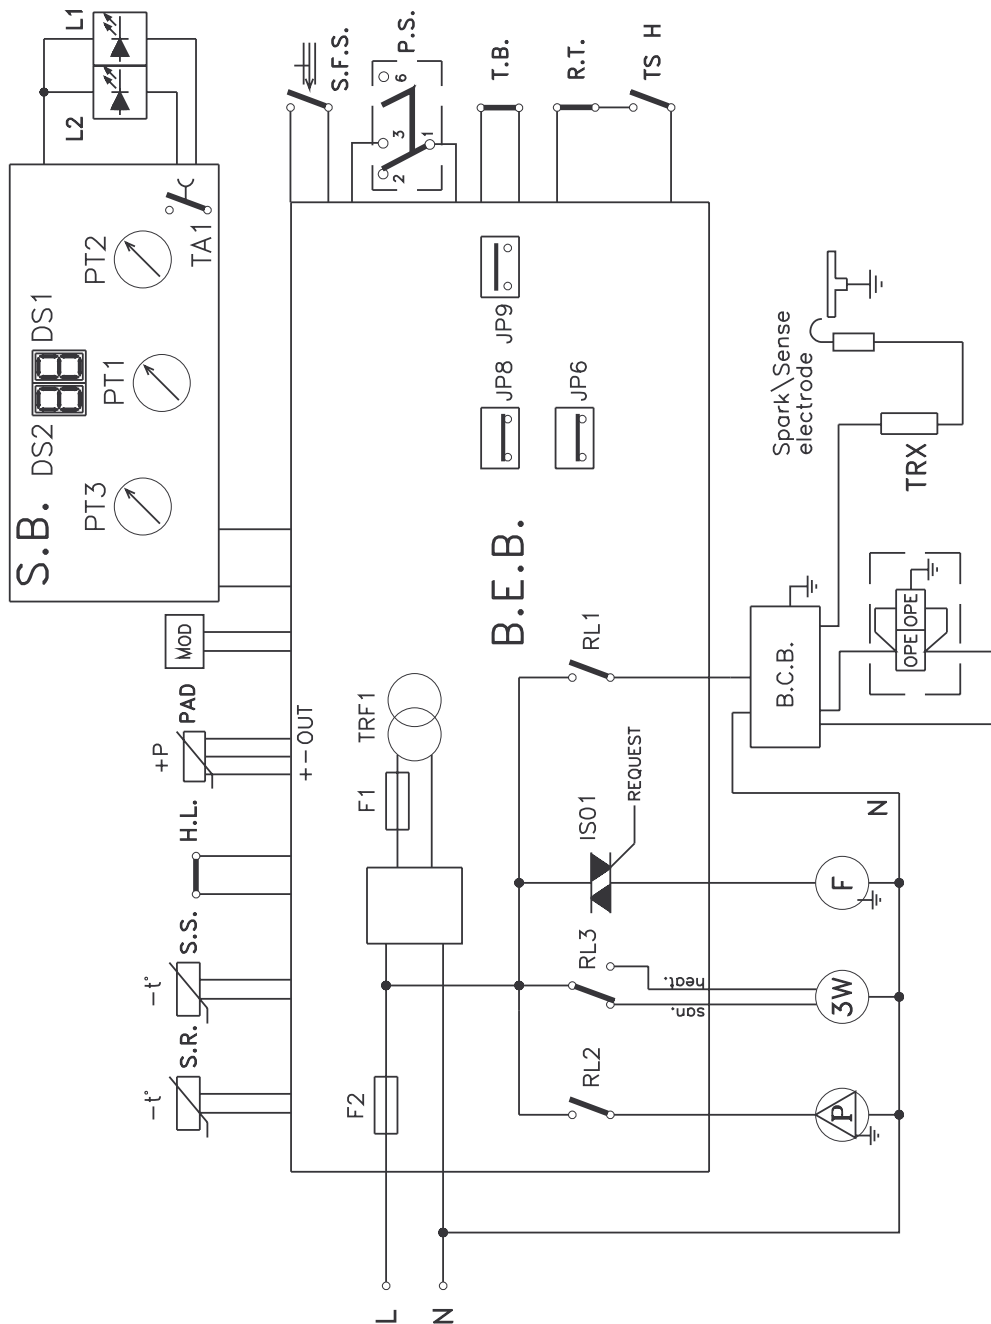 L1
L2
S.B.
DS2
DS1
PT3
PT1
PT2
TA1
S.F.S.
P.S.
6
3
2
1
T.B.
R.T.
TS H
-t°
S.R.
-t°
S.S.
H.L.
+P
PAD
MOD
+-OUT
F2
F1
TRF1
B.E.B.
JP8
JP9
JP6
RL2
RL3
ISO1
RL1
REQUEST
san.
heat.
P
3W
F
N
B.C.B.
OPE
OPE
TRX
Spark\Sense
electrode
L
N